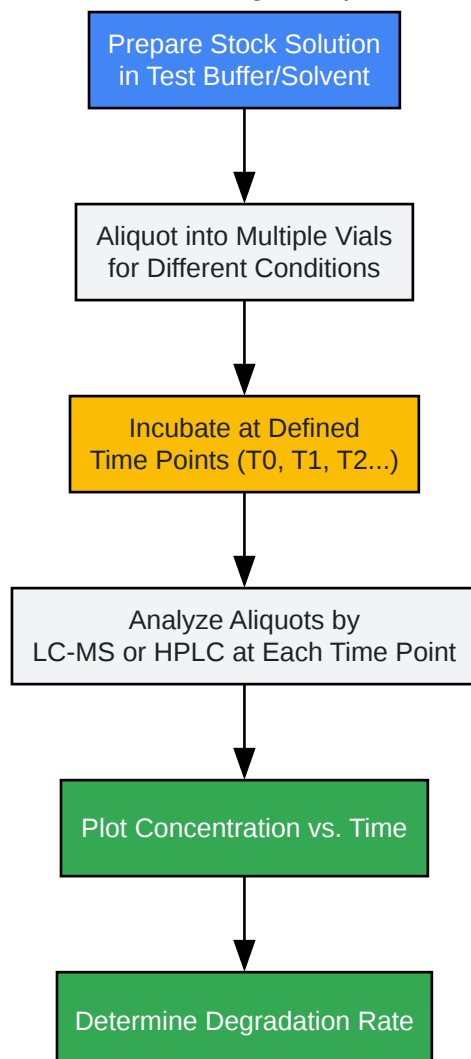 Prepare Stock Solution
in Test Buffer/Solvent
Aliquot into Multiple Vials
for Different Conditions
Incubate at Defined
Time Points (T0, T1, T2...)
Analyze Aliquots by
LC-MS or HPLC at Each Time Point
Plot Concentration vs. Time
Determine Degradation Rate